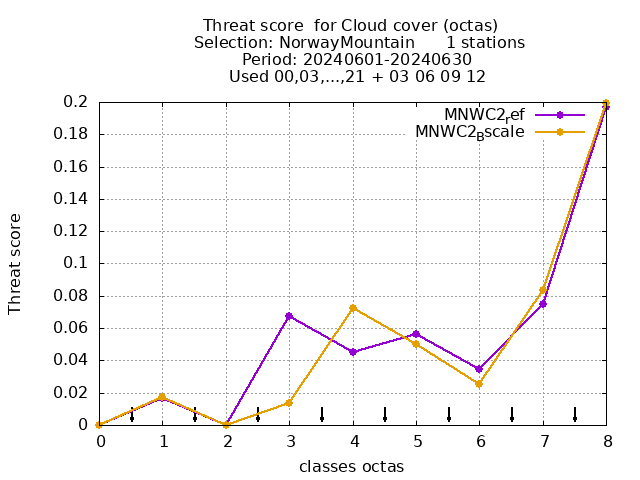 Threat score  for Cloud cover (octas)
Selection: NorwayMountain      1 stations
Period: 20240601-20240630
Used 00,03,...,21 + 03 06 09 12
MNWC2ref
MNWC2Bscale
0.2
0.18
0.16
0.14
0.12
0.1
0.08
0.06
0.04
0.02
0
Threat score
0 1 2 3 4 5 6 7 8
classes octas